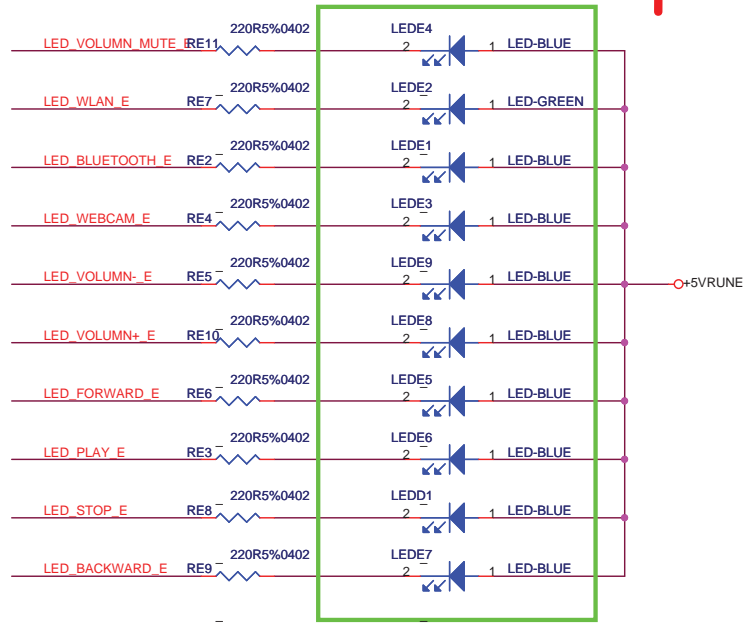 220R5%0402 LEDE4
LED_VOLUMN_MUTE_E RE11 2 1 LED-BLUE
220R5%0402 LEDE2
LED_WLAN_E RE7 2 1 LED-GREEN
220R5%0402 LEDE1
LED_BLUETOOTH_E RE2 2 1 LED-BLUE
220R5%0402 LEDE3
LED_WEBCAM_E RE4 2 1 LED-BLUE
220R5%0402 LEDE9
LED_VOLUMN-_E RE5 2 1 LED-BLUE +5VRUNE
220R5%0402 LEDE8
LED_VOLUMN+_E RE10 2 1 LED-BLUE
220R5%0402 LEDE5
LED_FORWARD_E RE6 2 1 LED-BLUE
220R5%0402 LEDE6
LED_PLAY_E RE3 2 1 LED-BLUE
220R5%0402 LEDD1
LED_STOP_E RE8 2 1 LED-BLUE
220R5%0402 LEDE7
LED_BACKWARD_E RE9 2 1 LED-BLUE